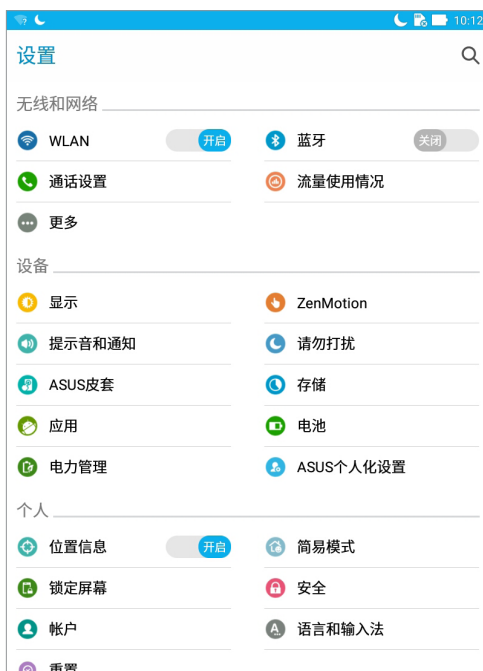 10:12
设置
无线和网络
WLAN 开启 蓝牙 关闭
通话设置 流量使用情况
更多
设备
显示 ZenMotion
提示音和通知 请勿打扰
ASUS皮套 存储
应用 电池
电力管理 ASUS个人化设置
个人
位置信息 开启 简易模式
锁定屏幕 安全
帐户 语言和输入法
重置